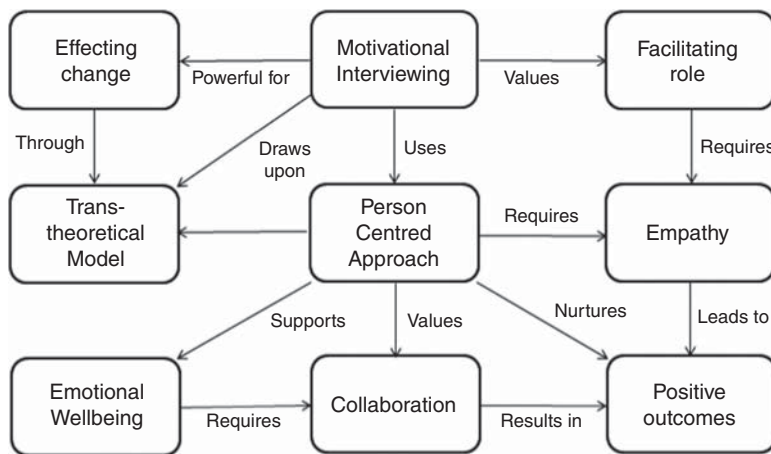 Effecting
change
Powerful for
Motivational
Interviewing
Values
Facilitating
role
Through
Draws
upon
Uses
Requires
Trans-
theoretical
Model
Person
Centred
Approach
Requires
Empathy
Supports
Values
Nurtures
Leads to
Emotional
Wellbeing
Requires
Collaboration
Results in
Positive
outcomes